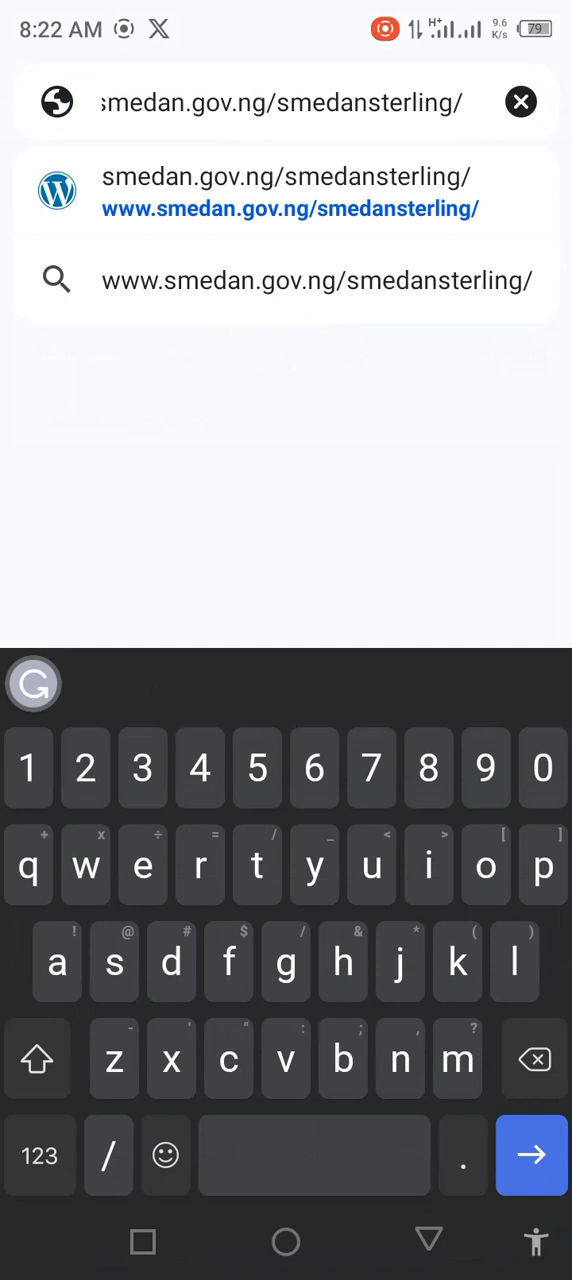 8:22 AM H+ 9.6 K/s 79
smedan.gov.ng/smedansterling/
smedan.gov.ng/smedansterling/
www.smedan.gov.ng/smedansterling/
www.smedan.gov.ng/smedansterling/
G
1 2 3 4 5 6 7 8 9 0
+ x ÷ = / _ < > [ ]
q w e r t y u i o p
! @ # $ / & * ( )
a s d f g h j k l
- ' " : ; , ?
z x c v b n m
123 / .